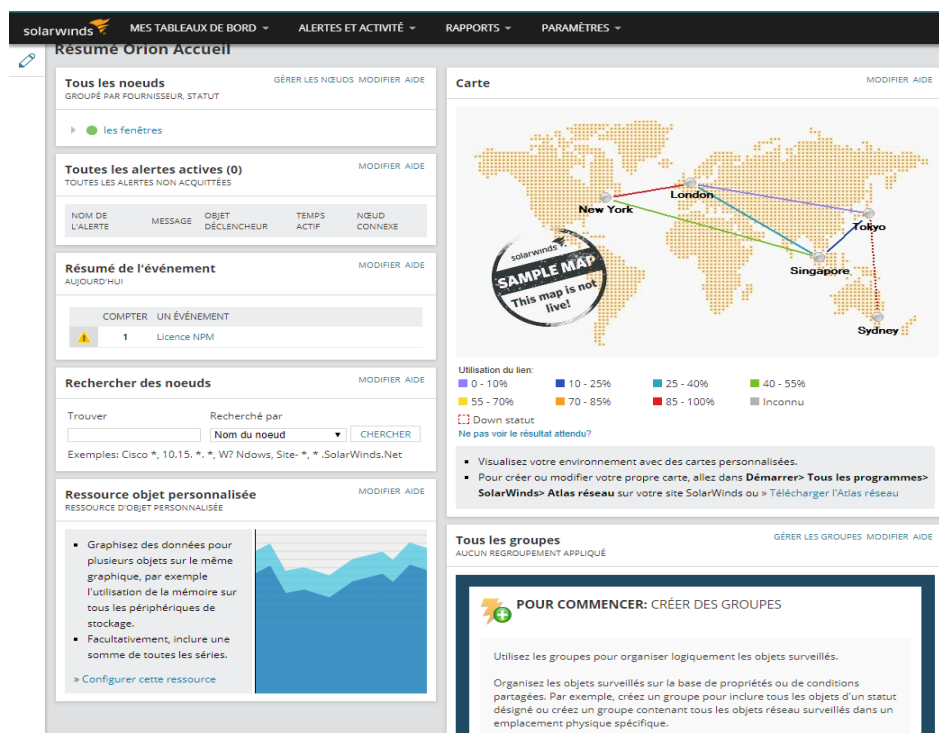 solarwinds
MES TABLEAUX DE BORD
ALERTES ET ACTIVITÉ
RAPPORTS
PARAMÈTRES
Résumé Orion Accueil
Tous les noeuds
GÉRER LES NŒUDS MODIFIER AIDE
GROUPÉ PAR FOURNISSEUR, STATUT
les fenêtres
Toutes les alertes actives (0)
MODIFIER AIDE
TOUTES LES ALERTES NON ACQUITTÉES
NOM DE L'ALERTE
MESSAGE
OBJET DÉCLENCHEUR
TEMPS ACTIF
NŒUD CONNEXE
Résumé de l'événement
MODIFIER AIDE
AUJOURD'HUI
COMPTER UN ÉVÉNEMENT
1 Licence NPM
Rechercher des noeuds
MODIFIER AIDE
Trouver
Recherché par
Nom du noeud
CHERCHER
Exemples: Cisco *, 10.15. *. *, W? Ndows, Site- *, * .SolarWinds.Net
Ressource objet personnalisée
MODIFIER AIDE
RESSOURCE D'OBJET PERSONNALISÉE
Graphisez des données pour
plusieurs objets sur le même
graphique, par exemple
l'utilisation de la mémoire sur
tous les périphériques de
stockage.
Facultativement, inclure une
somme de toutes les séries.
» Configurer cette ressource
Carte
MODIFIER AIDE
London
New York
Tokyo
Singapore
Sydney
solarwinds
SAMPLE MAP
This map is not
live!
Utilisation du lien:
0 - 10% 10 - 25% 25 - 40% 40 - 55%
55 - 70% 70 - 85% 85 - 100% Inconnu
Down statut
Ne pas voir le résultat attendu?
Visualisez votre environnement avec des cartes personnalisées.
Pour créer ou modifier votre propre carte, allez dans Démarrer> Tous les programmes>
SolarWinds> Atlas réseau sur votre site SolarWinds ou » Télécharger l'Atlas réseau
Tous les groupes
GÉRER LES GROUPES MODIFIER AIDE
AUCUN REGROUPEMENT APPLIQUÉ
POUR COMMENCER: CRÉER DES GROUPES
Utilisez les groupes pour organiser logiquement les objets surveillés.
Organisez les objets surveillés sur la base de propriétés ou de conditions
partagées. Par exemple, créez un groupe pour inclure tous les objets d'un statut
désigné ou créez un groupe contenant tous les objets réseau surveillés dans un
emplacement physique spécifique.